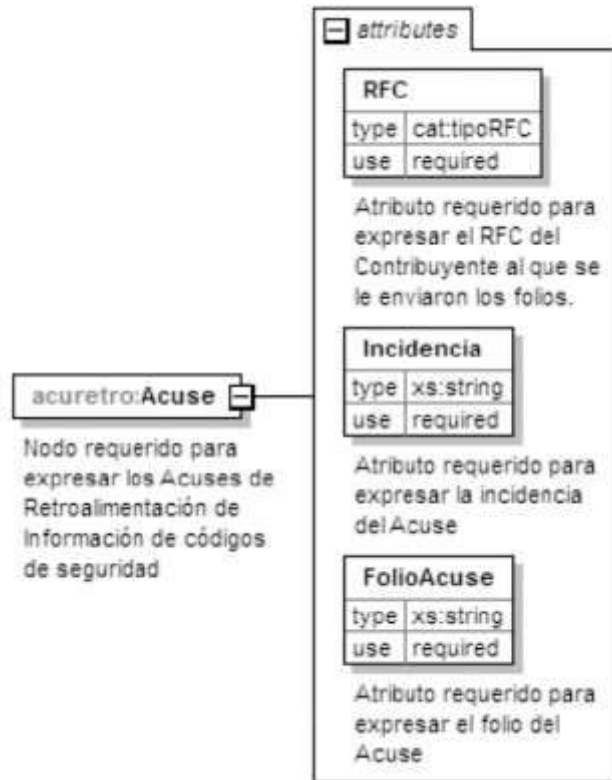 attributes
RFC
type cat:tipoRFC
use required
Atributo requerido para
expresar el RFC del
Contribuyente al que se
le enviaron los folios.
Incidencia
type xs:string
use required
Atributo requerido para
expresar la incidencia
del Acuse
FolioAcuse
type xs:string
use required
Atributo requerido para
expresar el folio del
Acuse
acuretro:Acuse
Nodo requerido para
expresar los Acuses de
Retroalimentación de
Información de códigos
de seguridad